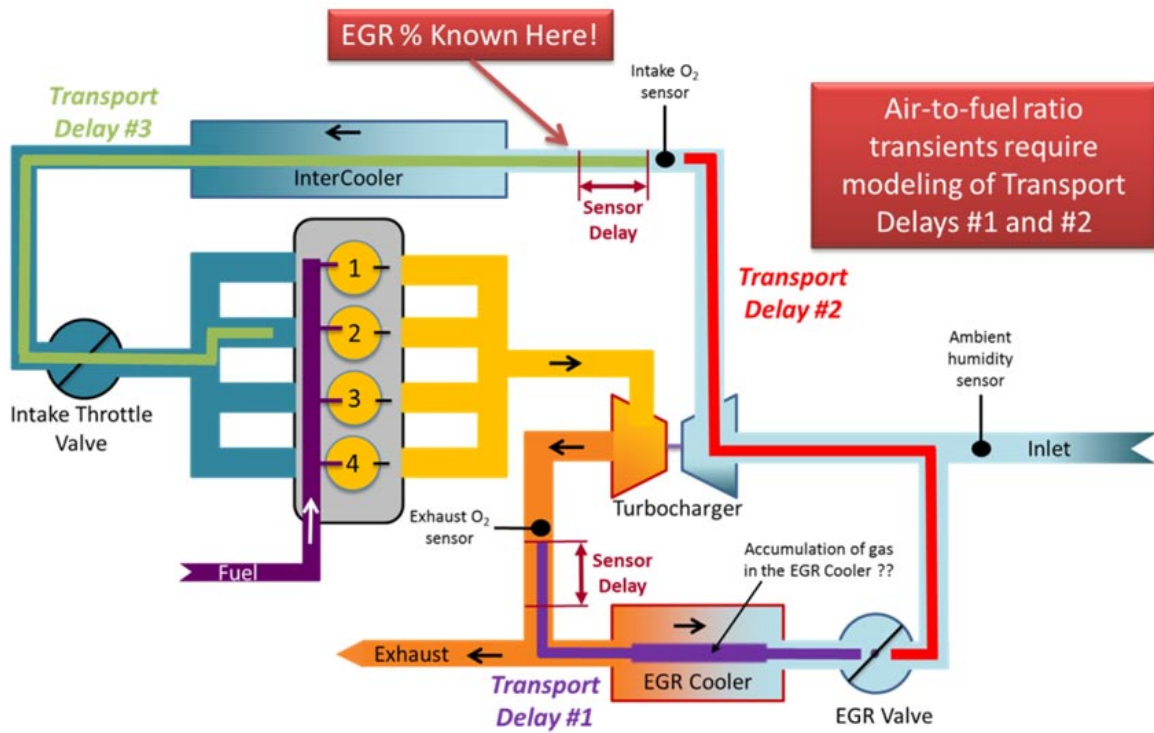 EGR % Known Here!
Intake O₂
sensor
Transport
Delay #3
Air-to-fuel ratio
transients require
modeling of Transport
Delays #1 and #2
InterCooler
Sensor
Delay
1
2
3
4
Transport
Delay #2
Ambient
humidity
sensor
Intake Throttle
Valve
Inlet
Turbocharger
Exhaust O₂
sensor
Accumulation of gas
in the EGR Cooler ??
Sensor
Delay
Fuel
Exhaust
EGR Cooler
Transport
Delay #1
EGR Valve